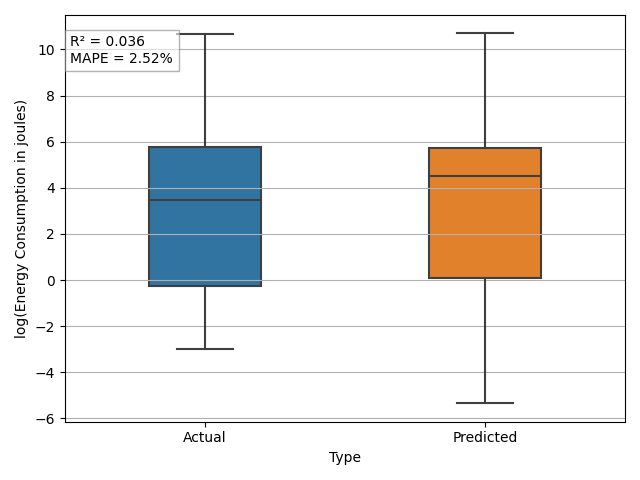 R² = 0.036
MAPE = 2.52%
10
8
6
4
2
0
−2
−4
−6
log(Energy Consumption in joules)
Actual
Predicted
Type